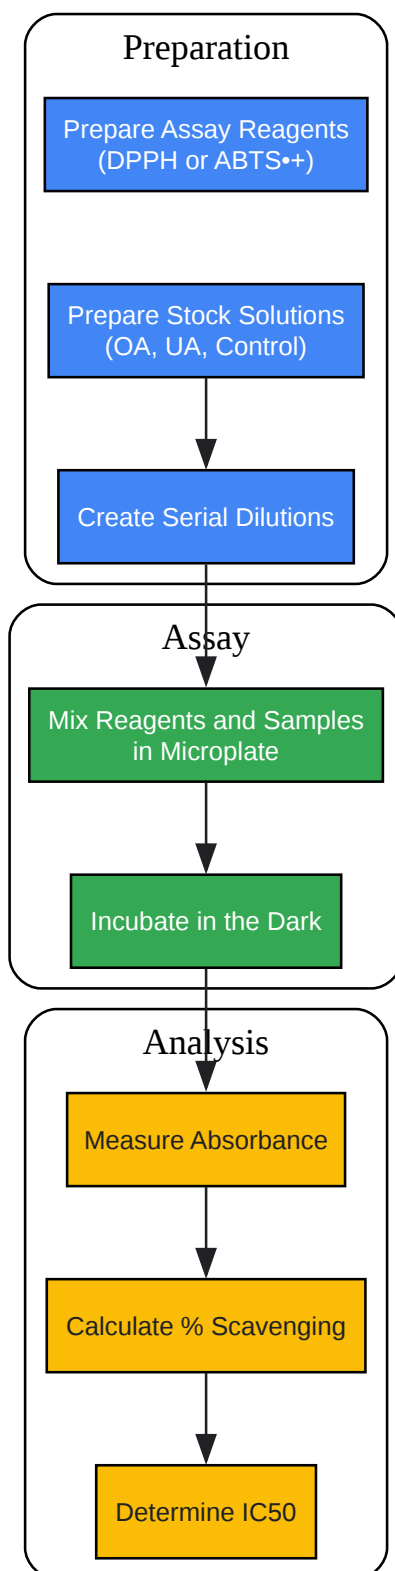 Preparation
Prepare Assay Reagents
(DPPH or ABTS•+)
Prepare Stock Solutions
(OA, UA, Control)
Create Serial Dilutions
Assay
Mix Reagents and Samples
in Microplate
Incubate in the Dark
Analysis
Measure Absorbance
Calculate % Scavenging
Determine IC50